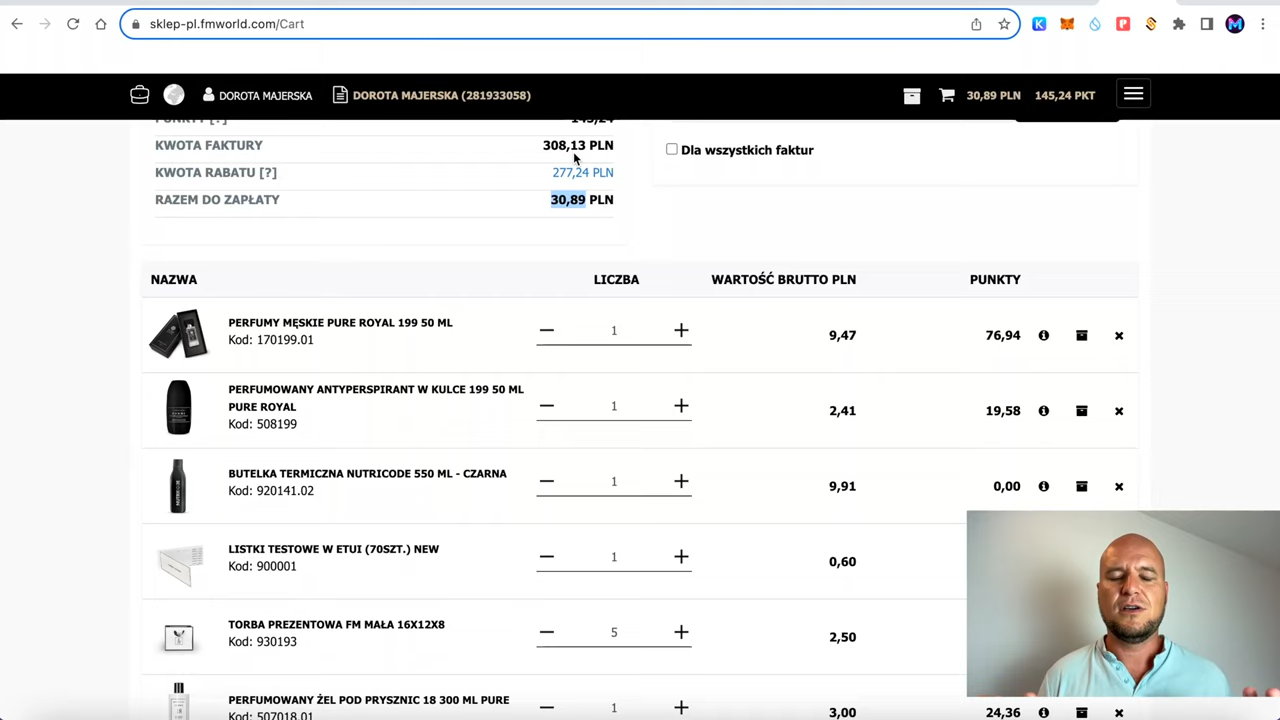 sklep-pl.fmworld.com/Cart
DOROTA MAJERSKA
DOROTA MAJERSKA (281933058)
30,89 PLN
145,24 PKT
PUNKTY [?]
145,24
KWOTA FAKTURY
308,13 PLN
KWOTA RABATU [?]
277,24 PLN
RAZEM DO ZAPŁATY
30,89 PLN
Dla wszystkich faktur
NAZWA
LICZBA
WARTOŚĆ BRUTTO PLN
PUNKTY
PERFUMY MĘSKIE PURE ROYAL 199 50 ML
Kod: 170199.01
1
9,47
76,94
PERFUMOWANY ANTYPERSPIRANT W KULCE 199 50 ML
PURE ROYAL
Kod: 508199
1
2,41
19,58
BUTELKA TERMICZNA NUTRICODE 550 ML - CZARNA
Kod: 920141.02
1
9,91
0,00
LISTKI TESTOWE W ETUI (70SZT.) NEW
Kod: 900001
1
0,60
TORBA PREZENTOWA FM MAŁA 16X12X8
Kod: 930193
5
2,50
PERFUMOWANY ŻEL POD PRYSZNIC 18 300 ML PURE
Kod: 507018.01
1
3,00
24,36